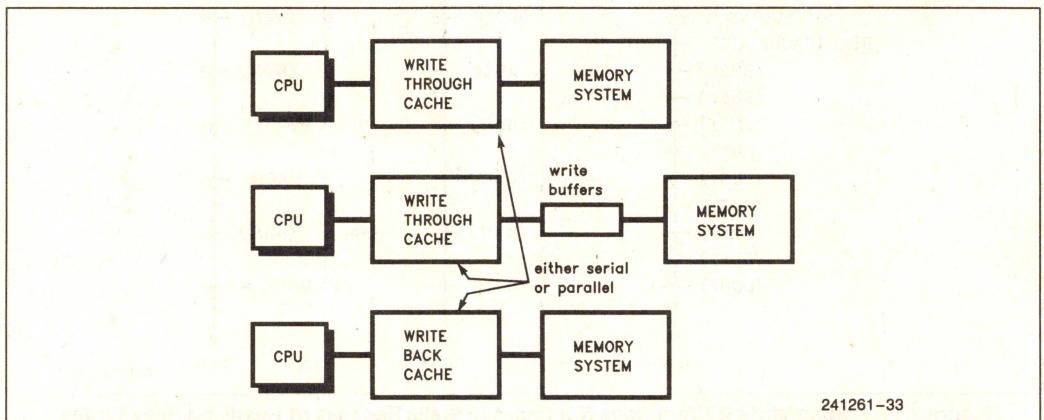 CPU
WRITE
THROUGH
CACHE
MEMORY
SYSTEM
CPU
WRITE
THROUGH
CACHE
write
buffers
MEMORY
SYSTEM
either serial
or parallel
CPU
WRITE
BACK
CACHE
MEMORY
SYSTEM
241261-33